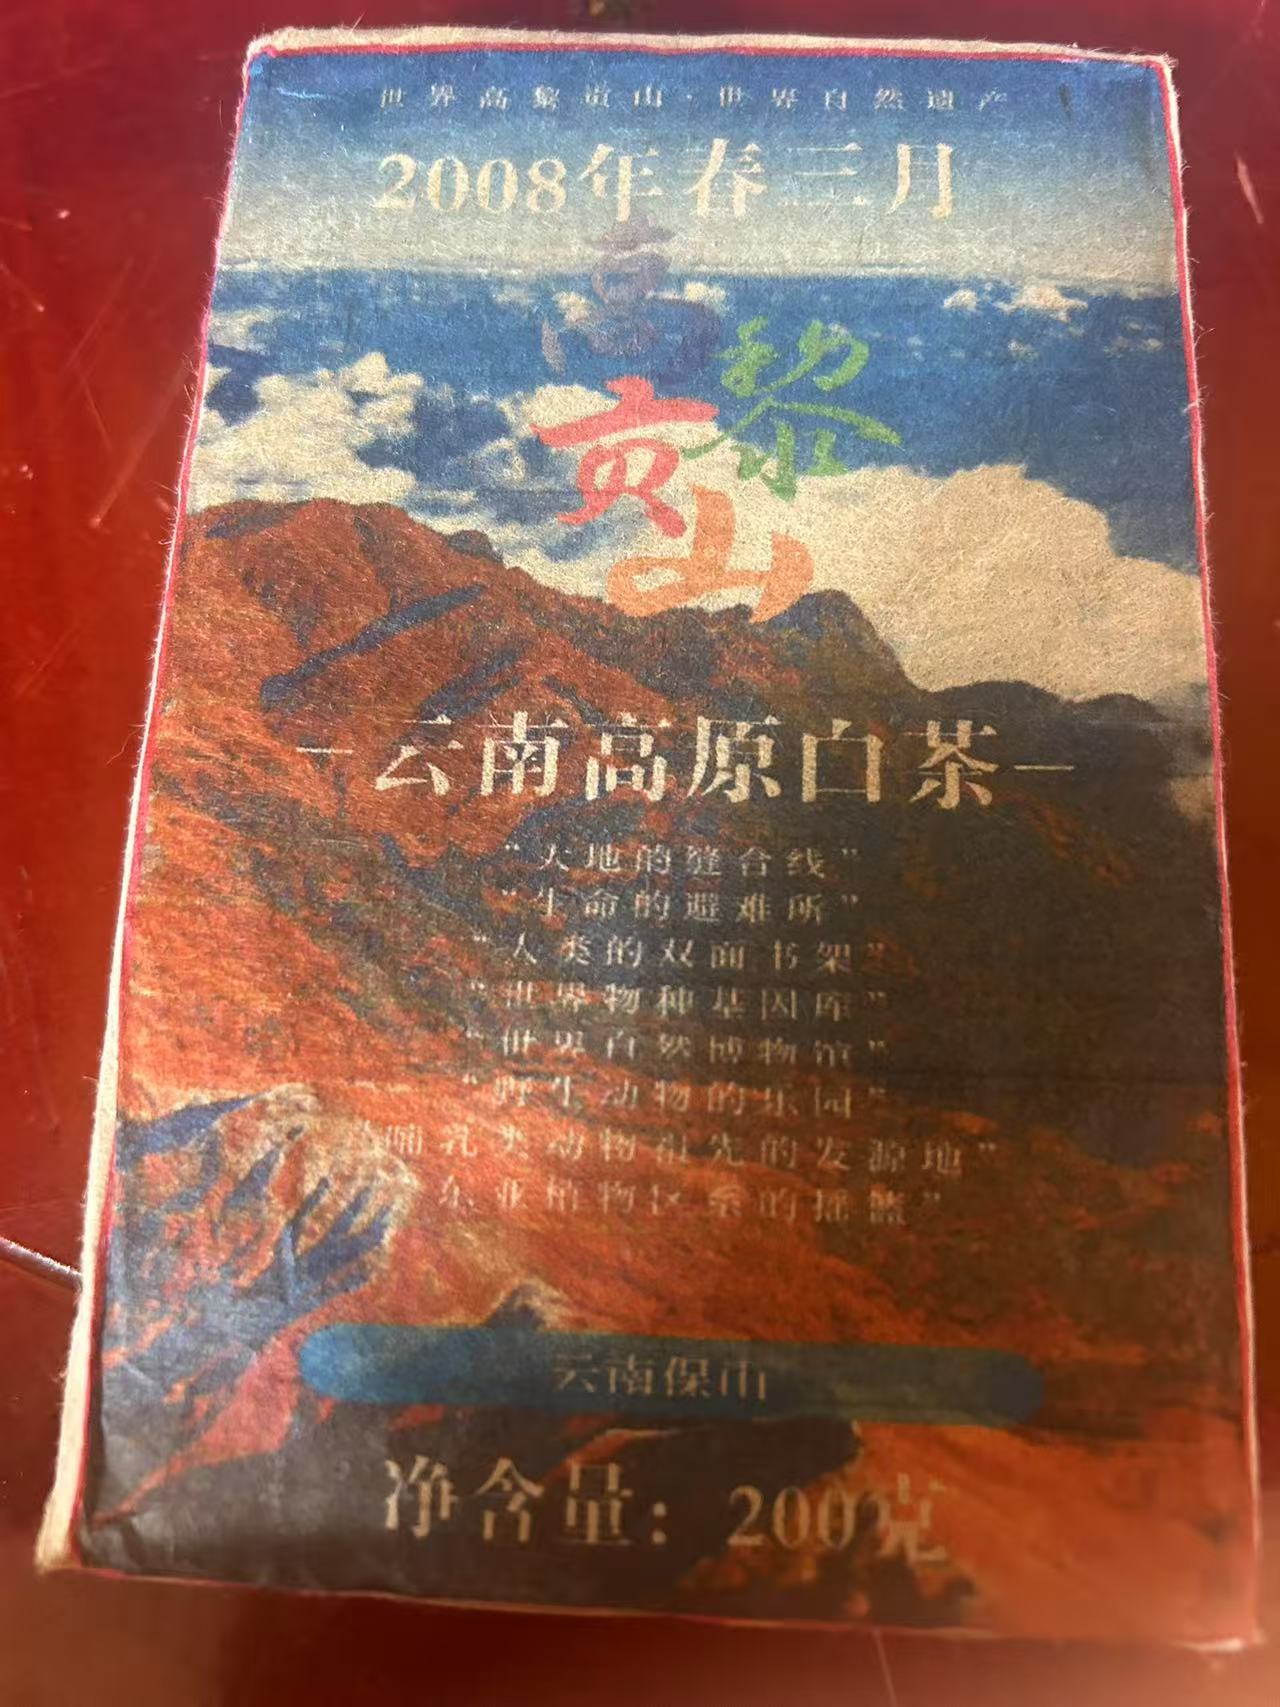 世界高黎贡山·世界自然遗产
2008年春三月
高黎贡山
-云南高原白茶-
“大地的缝合线”
“生命的避难所”
“人类的双面书架”
“世界物种基因库”
“世界自然博物馆”
“野生动物的乐园”
“哺乳类动物祖先的发源地”
“东亚植物区系的摇篮”
云南保山
净含量：200克